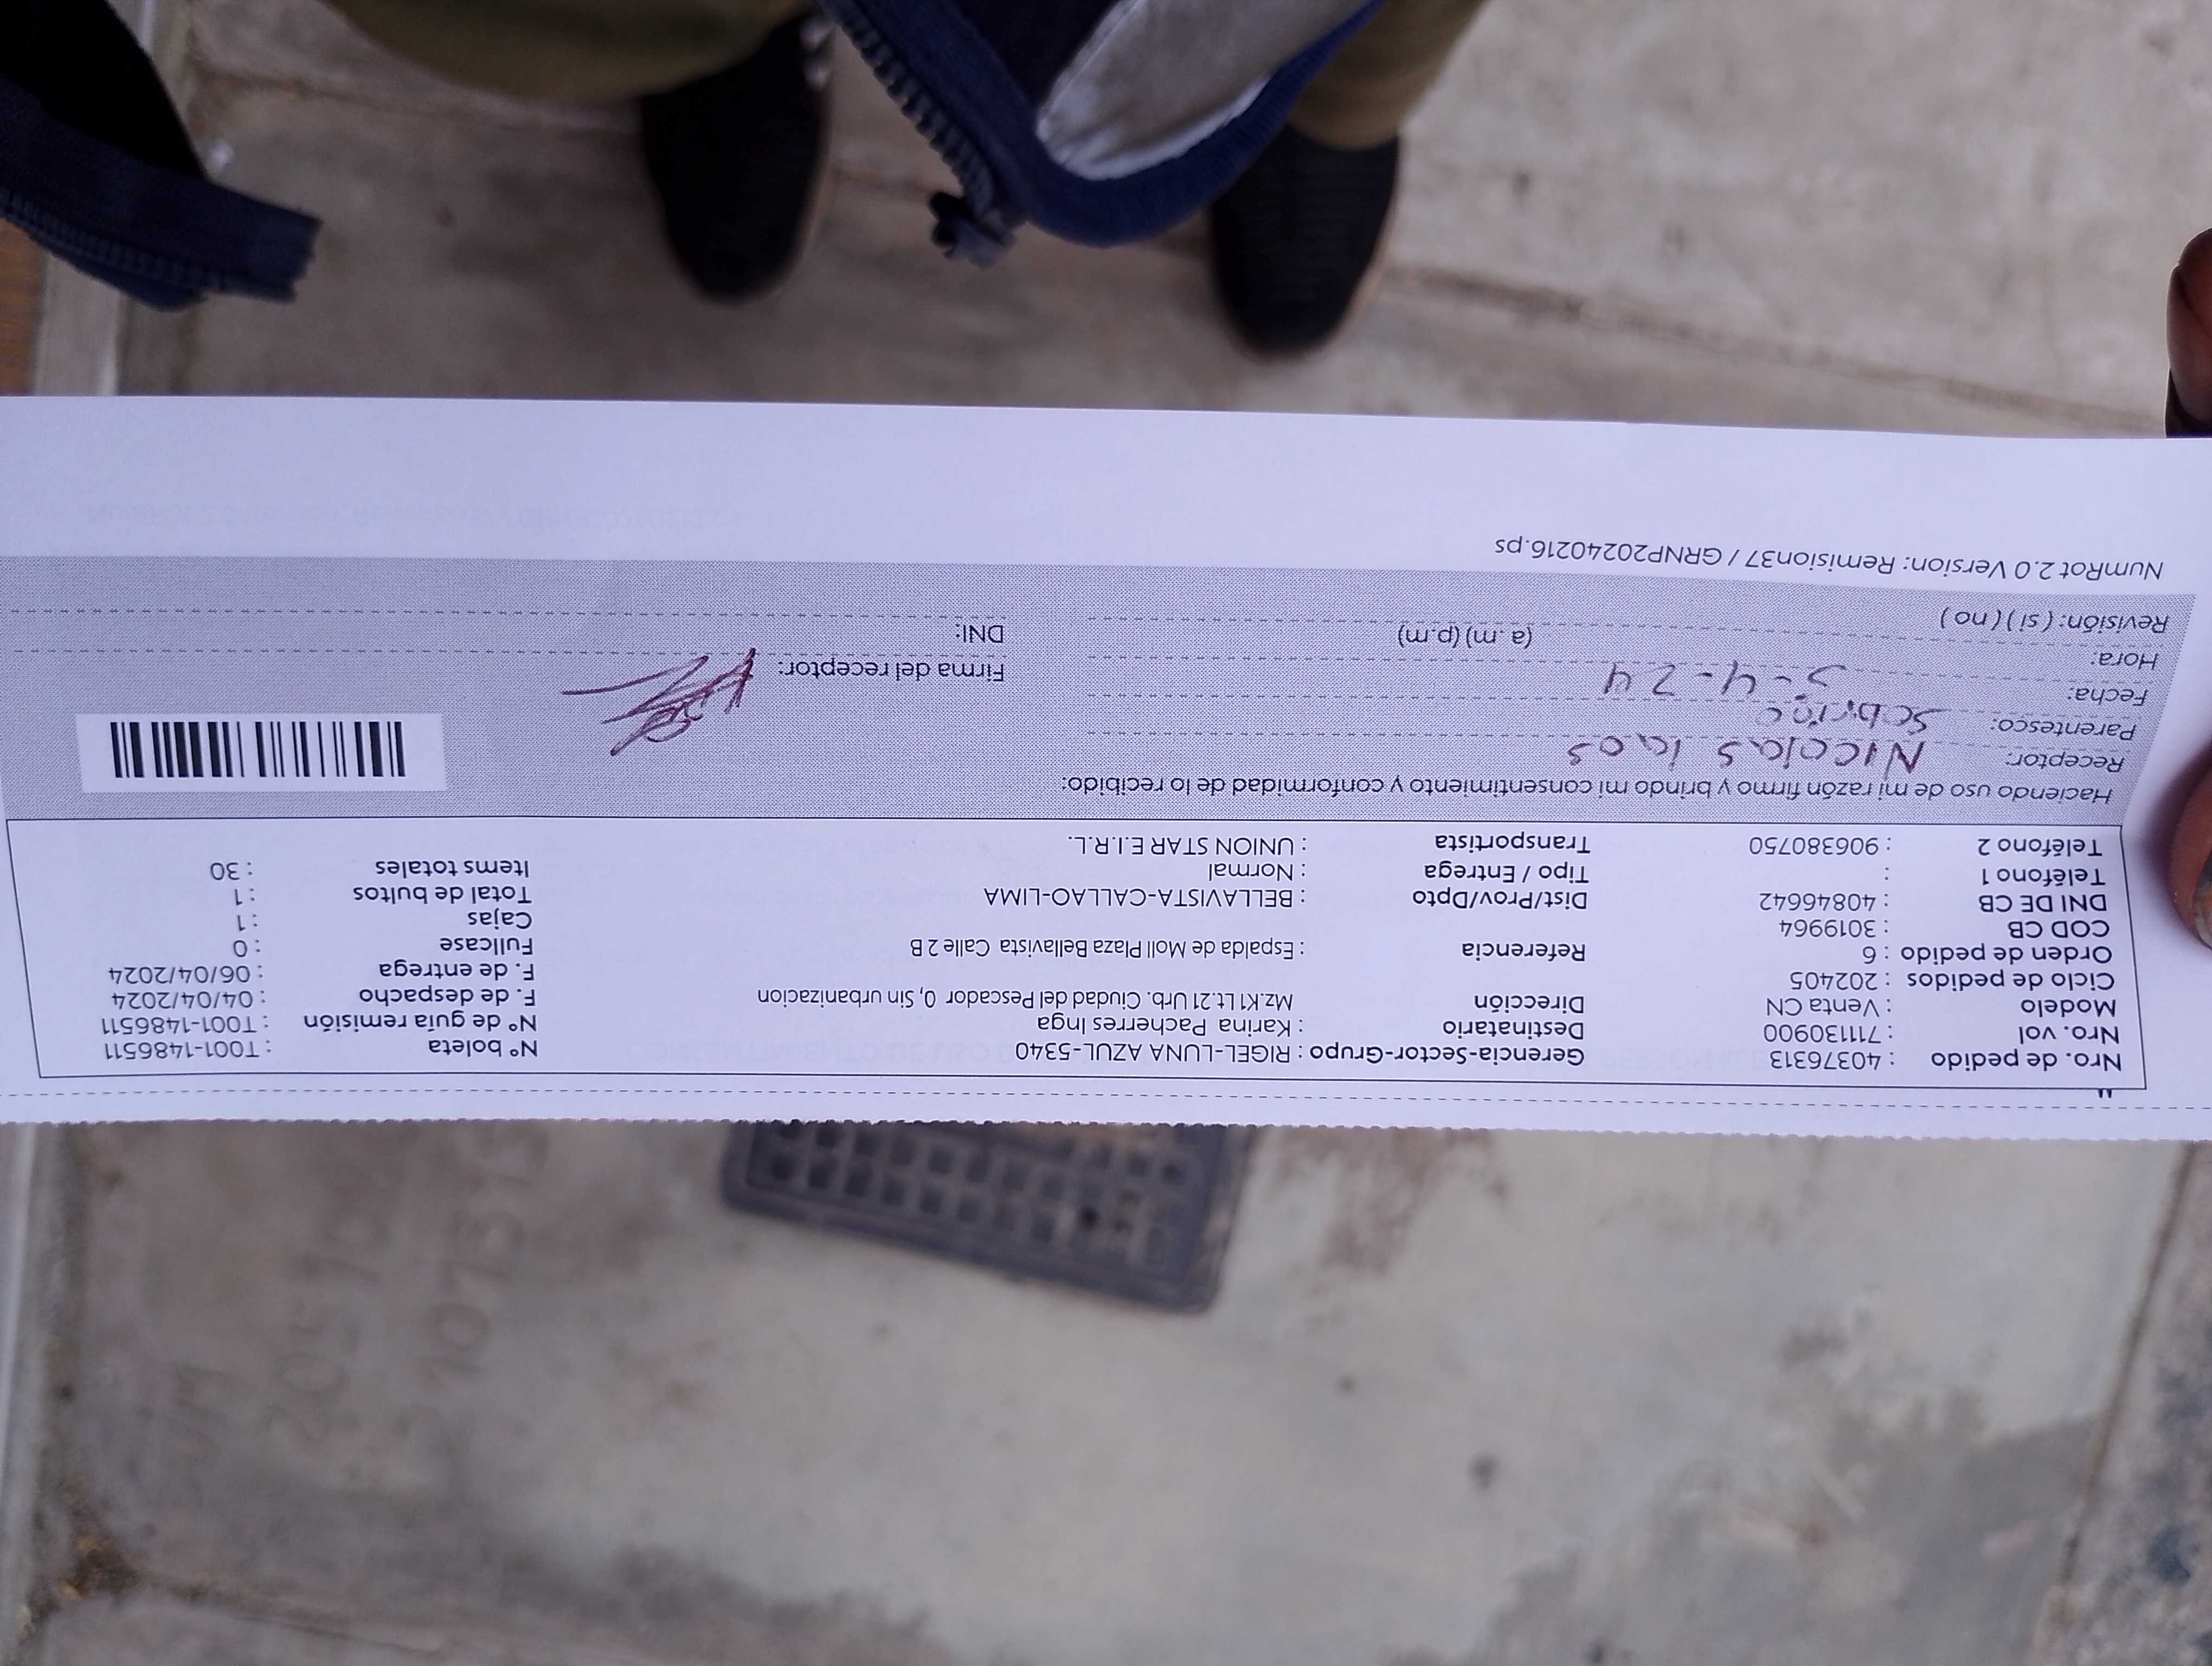 Nro. de pedido : 40376313 Gerencia-Sector-Grupo : RIGEL-LUNA AZUL-5340 Nº boleta : T001-1486511
Nro. vol : 711130900 Destinatario : Karina Pacherres Inga Nº de guía remisión : T001-1486511
Modelo : Venta CN Dirección Mz.K1 Lt.21 Urb. Ciudad del Pescador 0, Sin urbanizacion F. de despacho : 04/04/2024
Ciclo de pedidos : 202405 F. de entrega : 06/04/2024
Orden de pedido : 6 Referencia : Espalda de Moll Plaza Bellavista Calle 2 B Fullcase : 0
COD CB : 3019964 Cajas : 1
DNI DE CB : 40846642 Dist/Prov/Dpto : BELLAVISTA-CALLAO-LIMA Total de bultos : 1
Teléfono 1 : Tipo / Entrega : Normal Items totales : 30
Teléfono 2 : 906380750 Transportista : UNION STAR E.I.R.L.
Haciendo uso de mi razón firmo y brindo mi consentimiento y conformidad de lo recibido:
Receptor: Nicolas laos
Parentesco: Sobrino
Fecha: 5-4-24 Firma del receptor:
Hora: (a.m) (p.m) DNI:
Revisión: ( si ) ( no )
NumRot 2.0 Version: Remision37 / GRNP20240216.ps